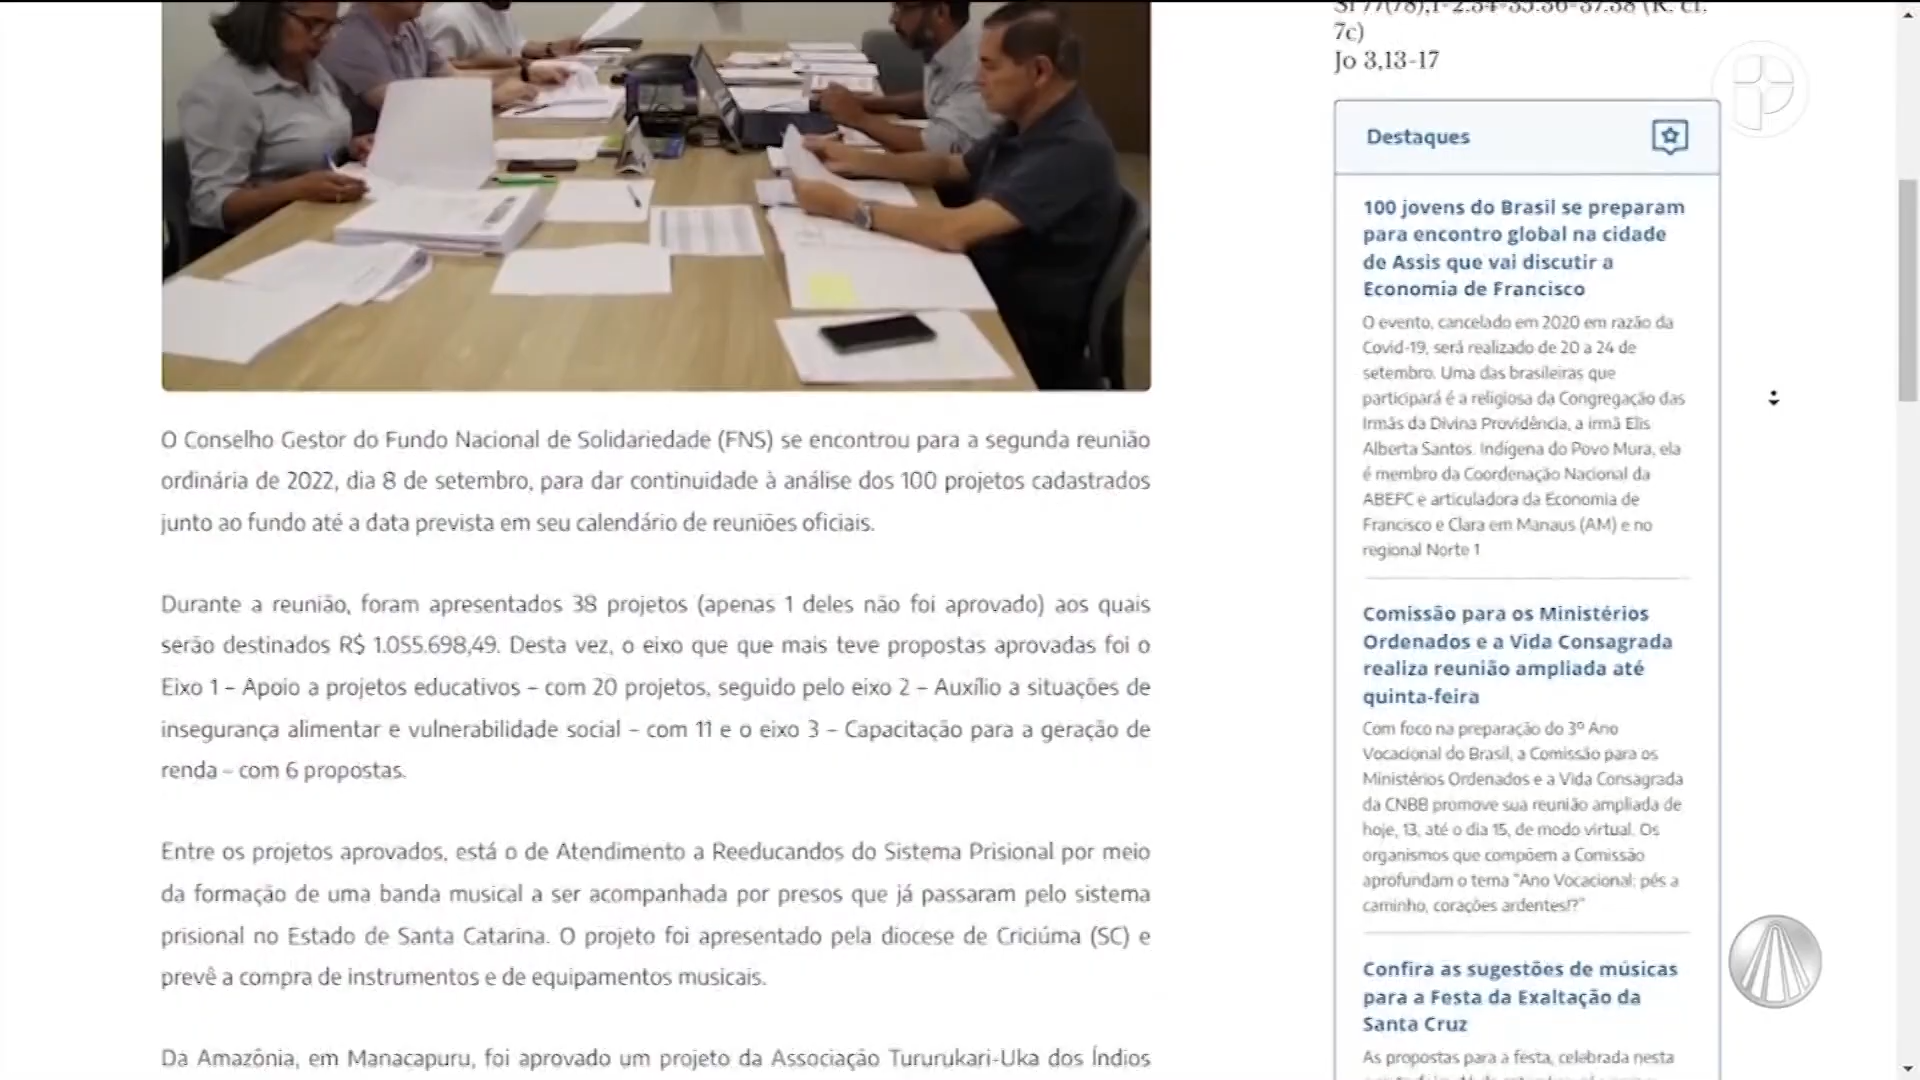 7c)
Jo 3,13-17
O Conselho Gestor do Fundo Nacional de Solidariedade (FNS) se encontrou para a segunda reunião
ordinária de 2022, dia 8 de setembro, para dar continuidade à análise dos 100 projetos cadastrados
junto ao fundo até a data prevista em seu calendário de reuniões oficiais.
Durante a reunião, foram apresentados 38 projetos (apenas 1 deles não foi aprovado) aos quais
serão destinados R$ 1.055.698,49. Desta vez, o eixo que que mais teve propostas aprovadas foi o
Eixo 1 – Apoio a projetos educativos – com 20 projetos, seguido pelo eixo 2 – Auxílio a situações de
insegurança alimentar e vulnerabilidade social – com 11 e o eixo 3 – Capacitação para a geração de
renda – com 6 propostas.
Entre os projetos aprovados, está o de Atendimento a Reeducandos do Sistema Prisional por meio
da formação de uma banda musical a ser acompanhada por presos que já passaram pelo sistema
prisional no Estado de Santa Catarina. O projeto foi apresentado pela diocese de Criciúma (SC) e
prevê a compra de instrumentos e de equipamentos musicais.
Da Amazônia, em Manacapuru, foi aprovado um projeto da Associação Tururukari-Uka dos Índios
Destaques
100 jovens do Brasil se preparam
para encontro global na cidade
de Assis que vai discutir a
Economia de Francisco
O evento, cancelado em 2020 em razão da
Covid-19, será realizado de 20 a 24 de
setembro. Uma das brasileiras que
participará é a religiosa da Congregação das
Irmãs da Divina Providência, a irmã Elis
Alberta Santos. Indígena do Povo Mura, ela
é membro da Coordenação Nacional da
ABEFC e articuladora da Economia de
Francisco e Clara em Manaus (AM) e no
regional Norte 1
Comissão para os Ministérios
Ordenados e a Vida Consagrada
realiza reunião ampliada até
quinta-feira
Com foco na preparação do 3º Ano
Vocacional do Brasil, a Comissão para os
Ministérios Ordenados e a Vida Consagrada
da CNBB promove sua reunião ampliada de
hoje, 13, até o dia 15, de modo virtual. Os
organismos que compõem a Comissão
aprofundam o tema "Ano Vocacional: pés a
caminho, corações ardentes!?"
Confira as sugestões de músicas
para a Festa da Exaltação da
Santa Cruz
As propostas para a festa, celebrada nesta